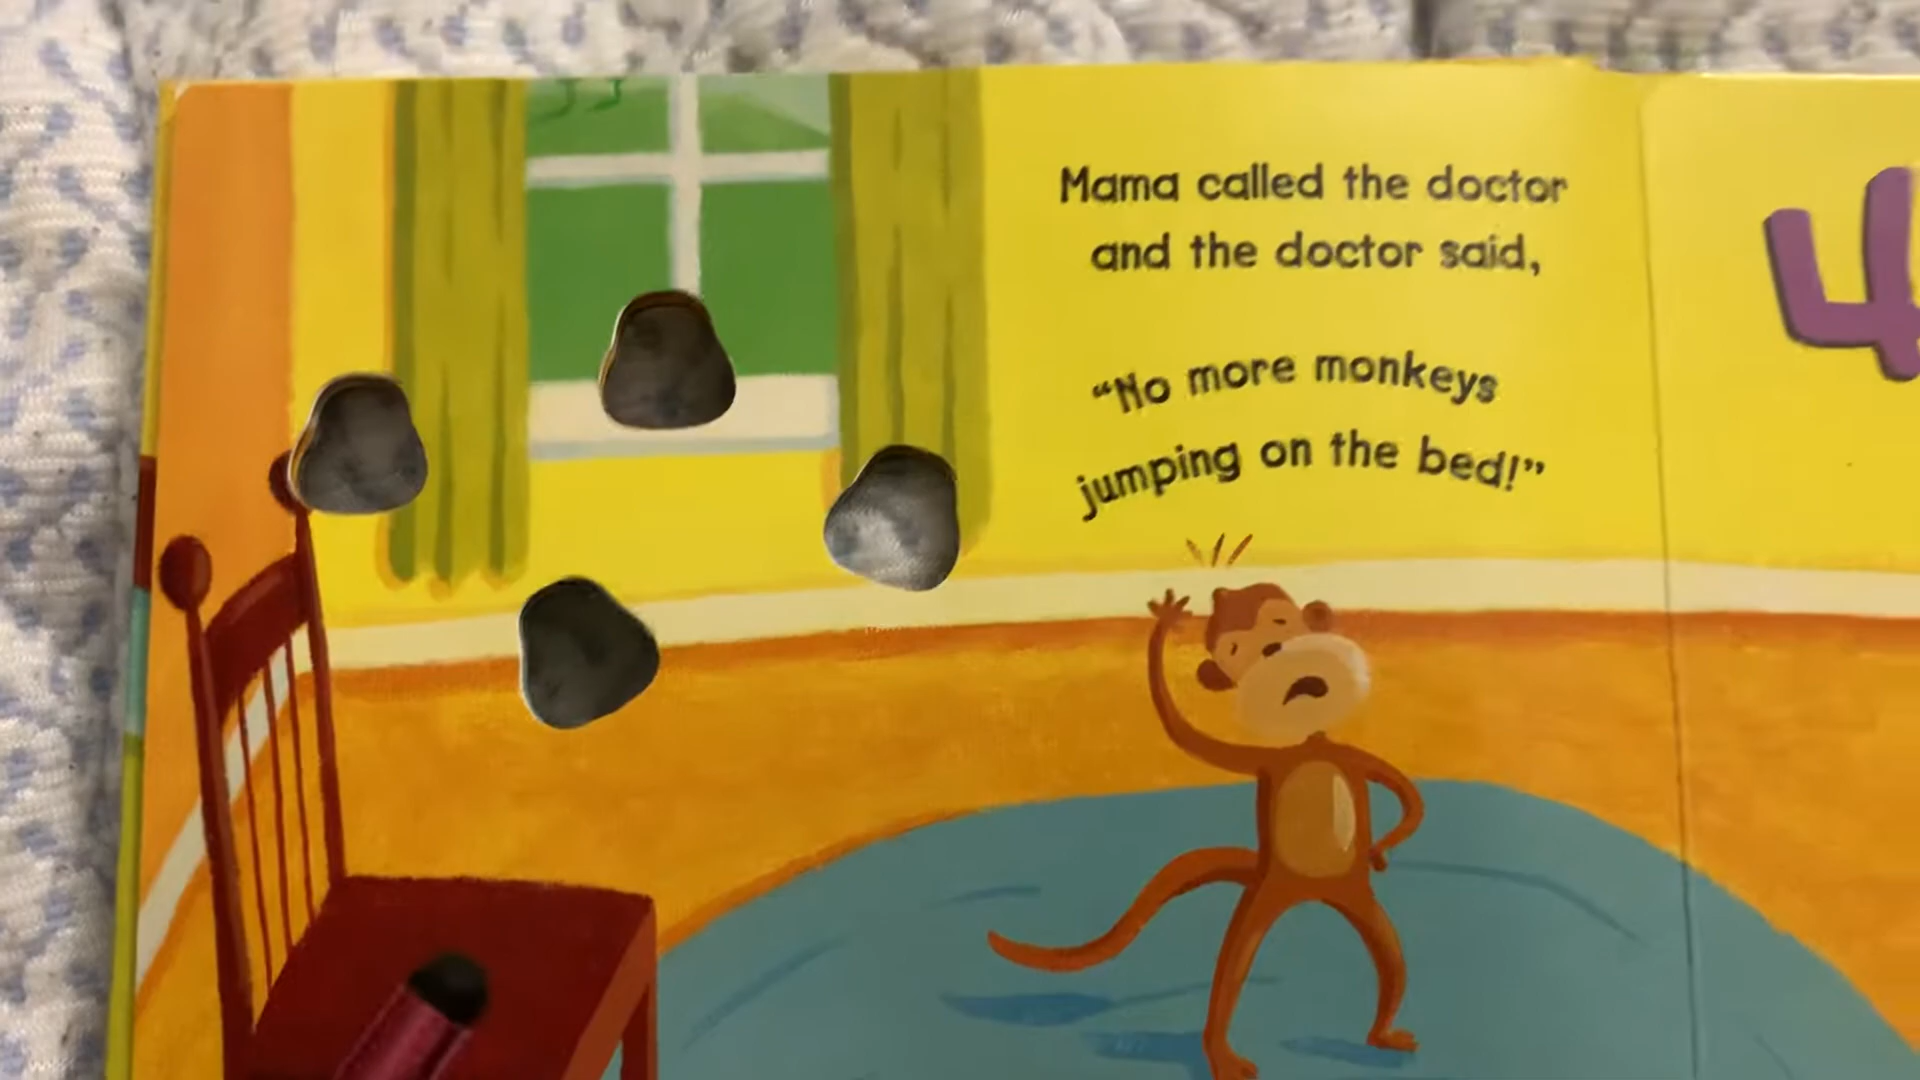 Mama called the doctor
and the doctor said,
“No more monkeys
jumping on the bed!”
4